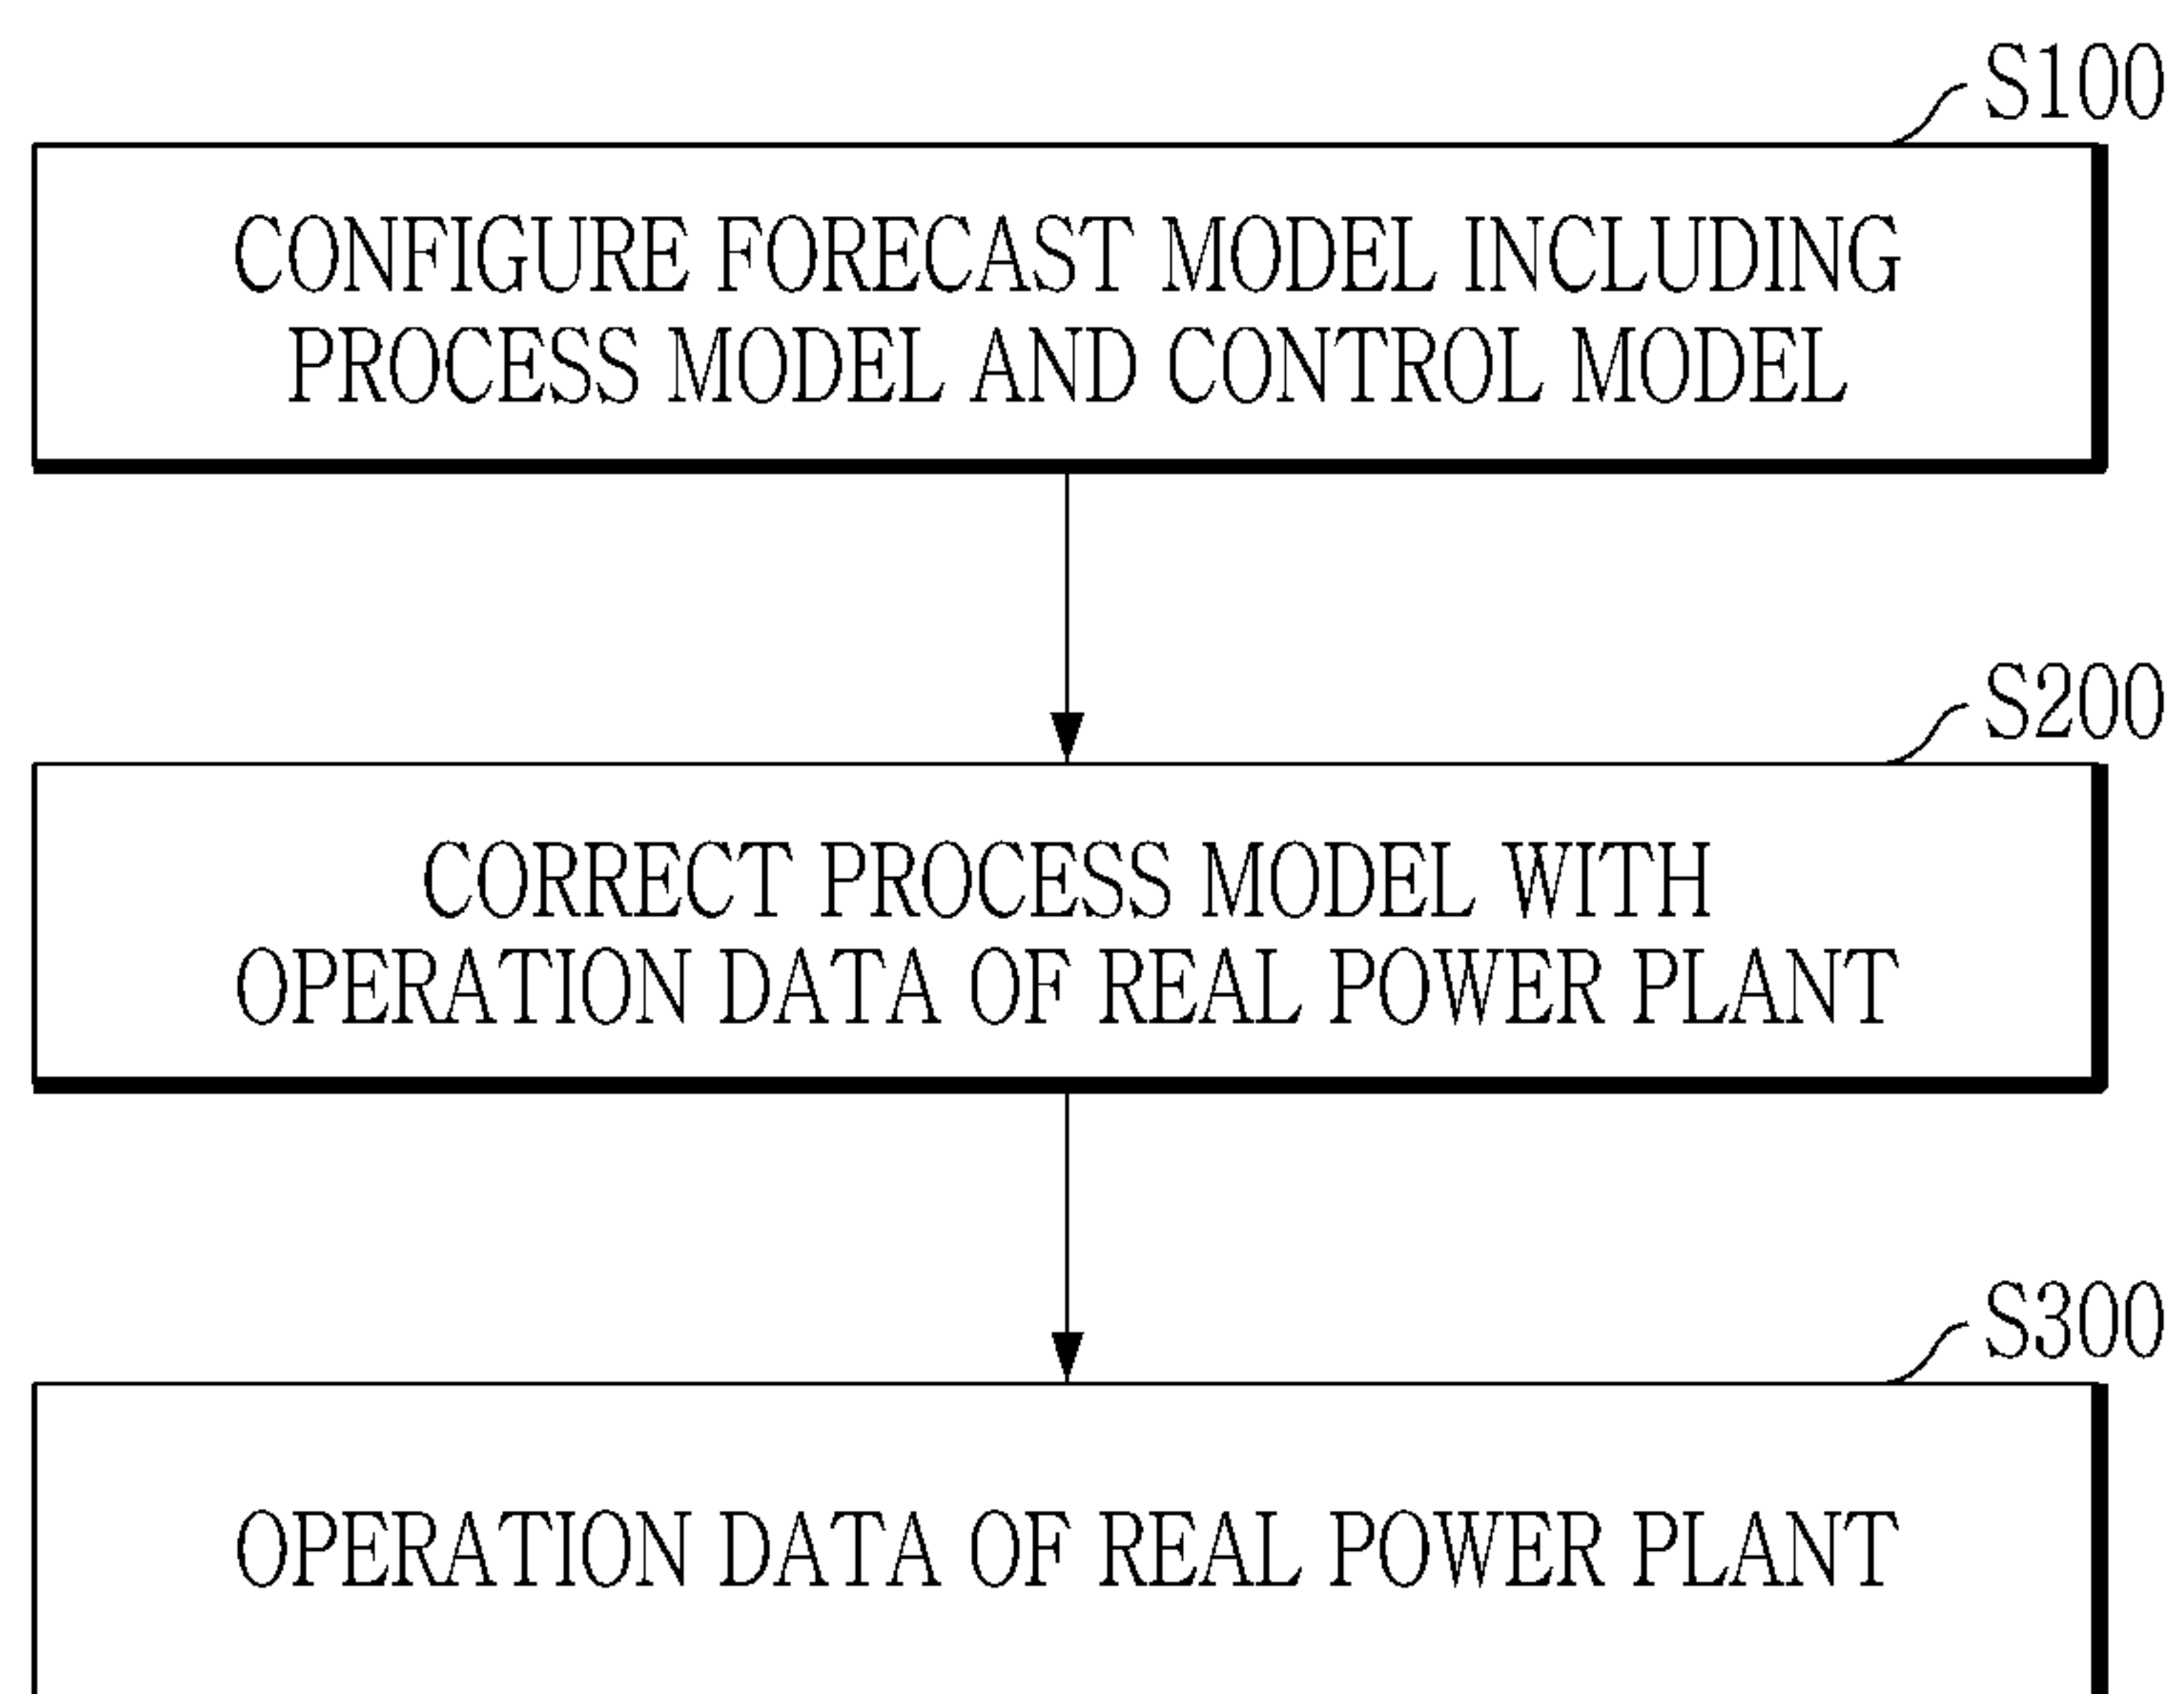 S100
CONFIGURE FORECAST MODEL INCLUDING
PROCESS MODEL AND CONTROL MODEL
S200
CORRECT PROCESS MODEL WITH
OPERATION DATA OF REAL POWER PLANT
S300
OPERATION DATA OF REAL POWER PLANT